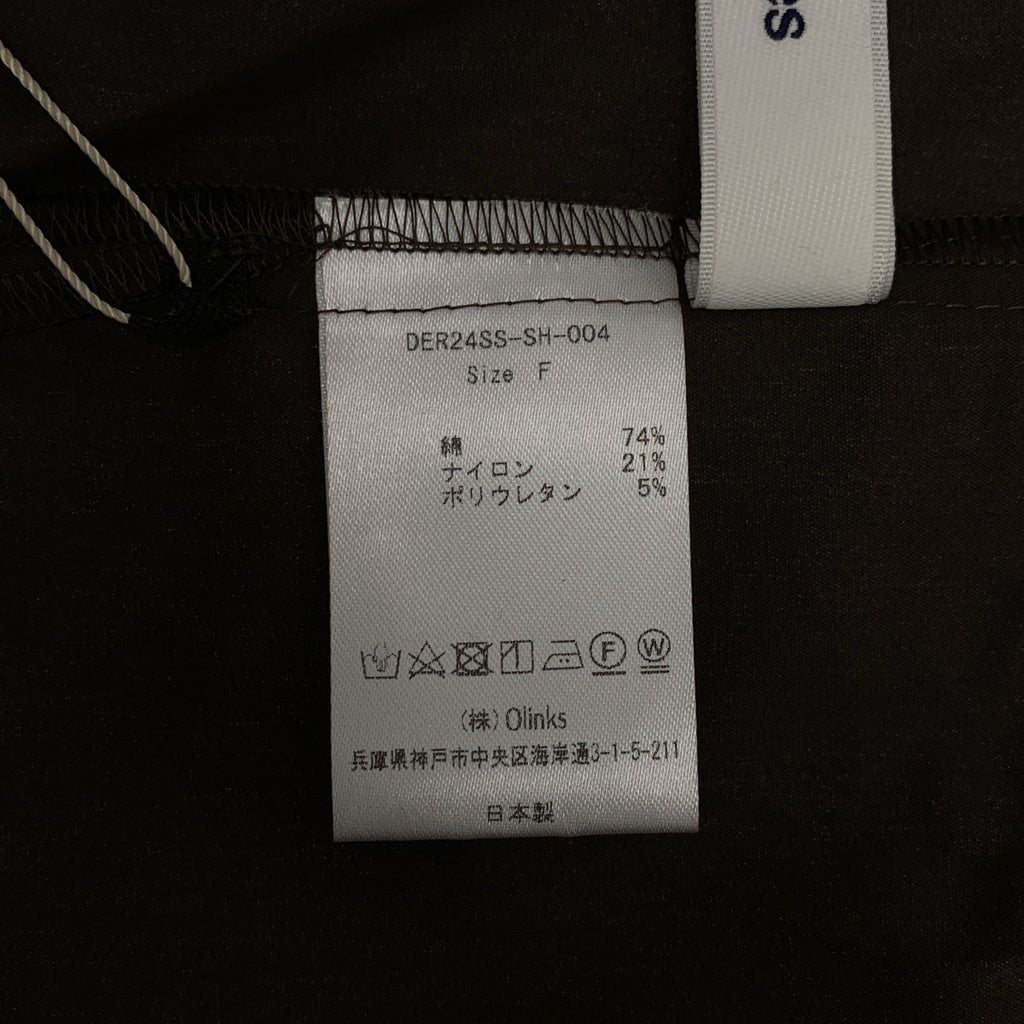 DER24SS-SH-004
Size F
綿 74%
ナイロン 21%
ポリウレタン 5%
F W
(株)Olinks
兵庫県神戸市中央区海岸通3-1-5-211
日本製